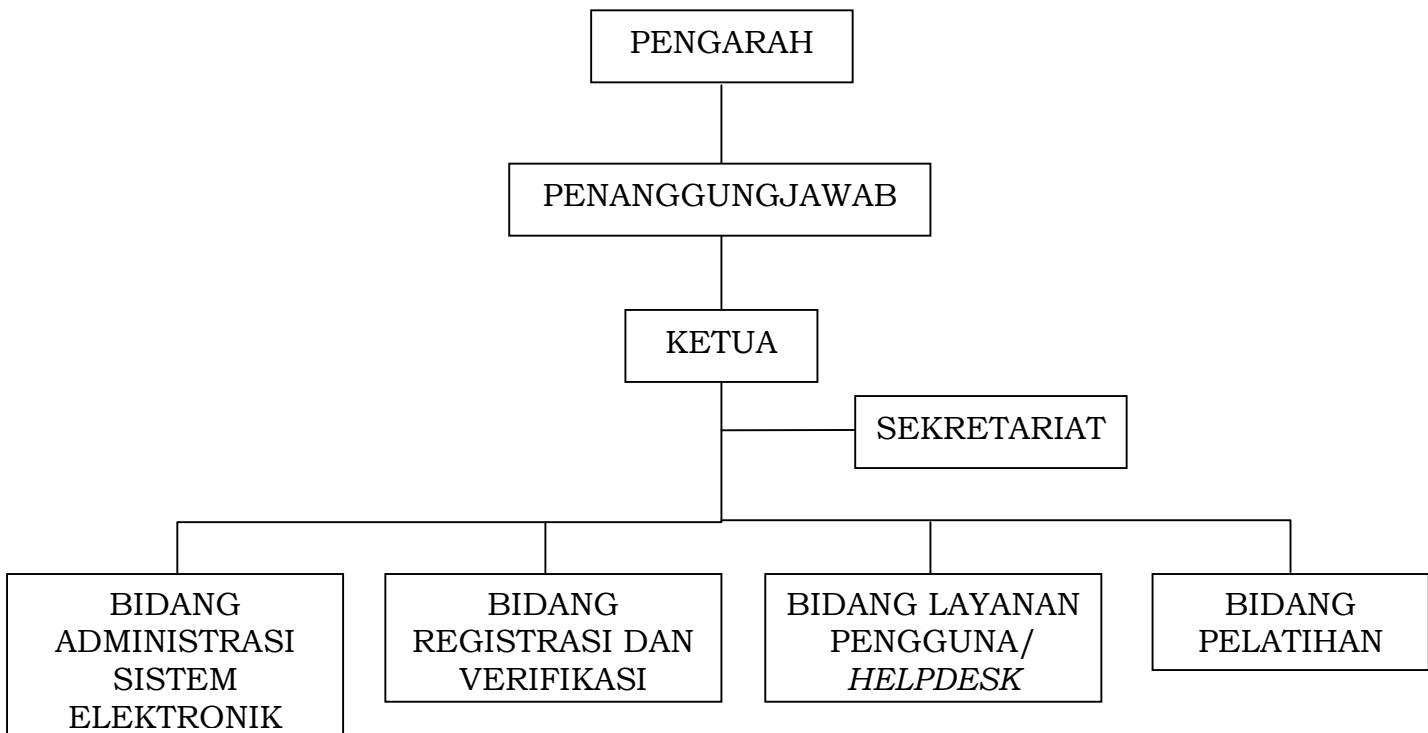 PENGARAH
PENANGGUNGJAWAB
KETUA
SEKRETARIAT
BIDANG
ADMINISTRASI
SISTEM
ELEKTRONIK
BIDANG
REGISTRASI DAN
VERIFIKASI
BIDANG LAYANAN
PENGGUNA/
HELPDESK
BIDANG
PELATIHAN